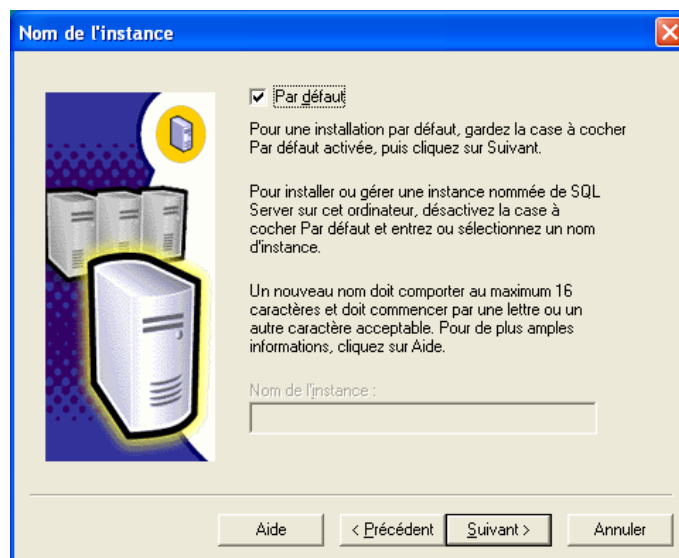 Nom de l'instance
Par défaut
Pour une installation par défaut, gardez la case à cocher
Par défaut activée, puis cliquez sur Suivant.
Pour installer ou gérer une instance nommée de SQL
Server sur cet ordinateur, désactivez la case à
cocher Par défaut et entrez ou sélectionnez un nom
d'instance.
Un nouveau nom doit comporter au maximum 16
caractères et doit commencer par une lettre ou un
autre caractère acceptable. Pour de plus amples
informations, cliquez sur Aide.
Nom de l'instance :
Aide
< Précédent
Suivant >
Annuler